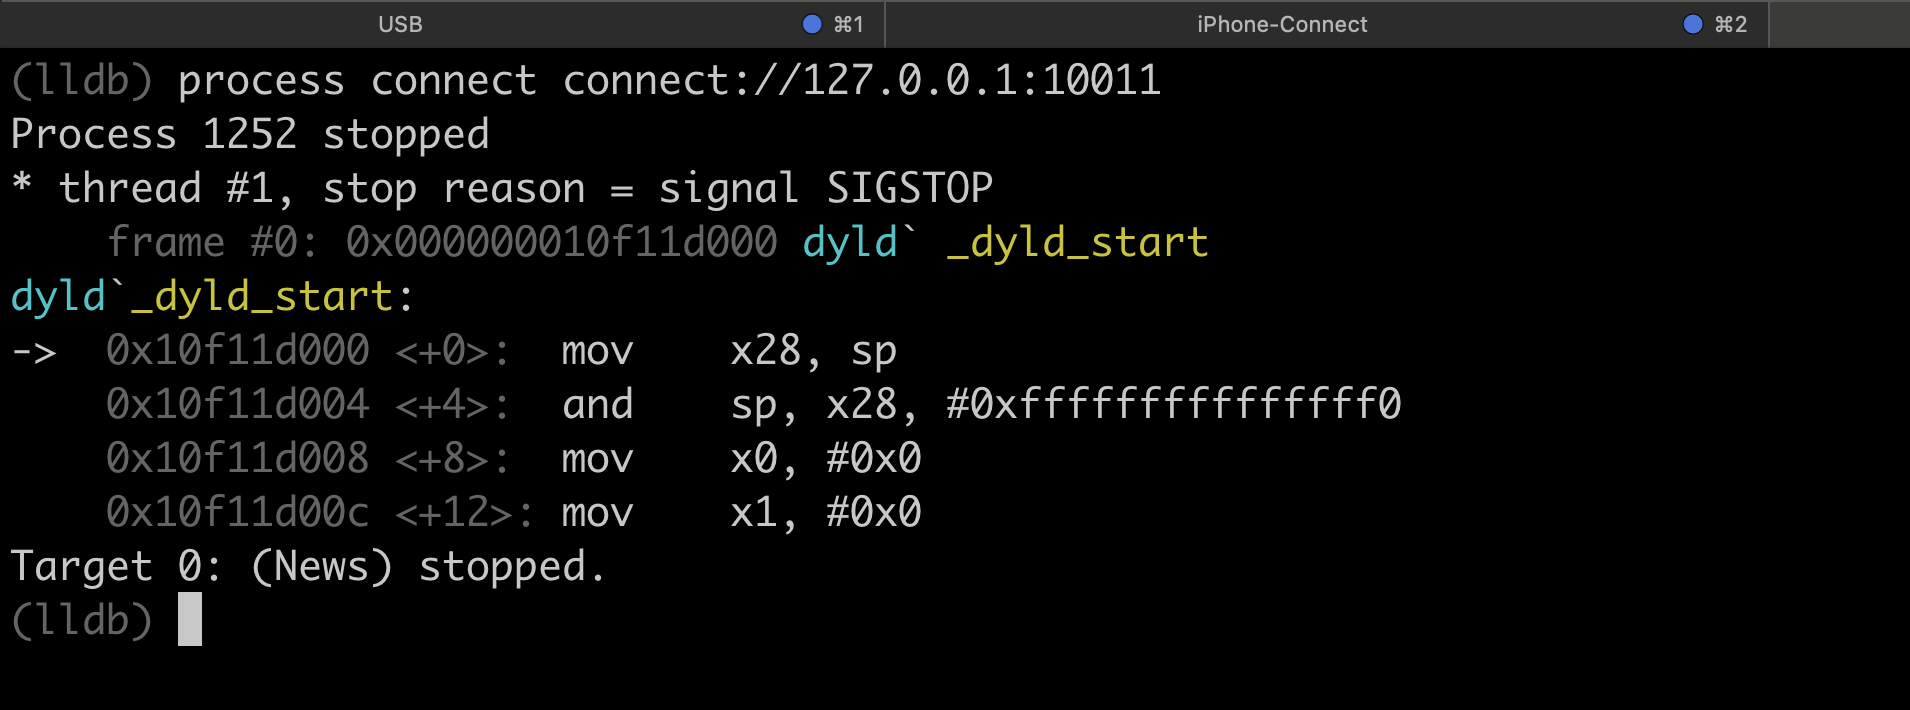 USB ⌘1 iPhone-Connect ⌘2
(lldb) process connect connect://127.0.0.1:10011
Process 1252 stopped
* thread #1, stop reason = signal SIGSTOP
    frame #0: 0x000000010f11d000 dyld` _dyld_start
dyld`_dyld_start:
->  0x10f11d000 <+0>:  mov    x28, sp
    0x10f11d004 <+4>:  and    sp, x28, #0xfffffffffffffff0
    0x10f11d008 <+8>:  mov    x0, #0x0
    0x10f11d00c <+12>: mov    x1, #0x0
Target 0: (News) stopped.
(lldb)